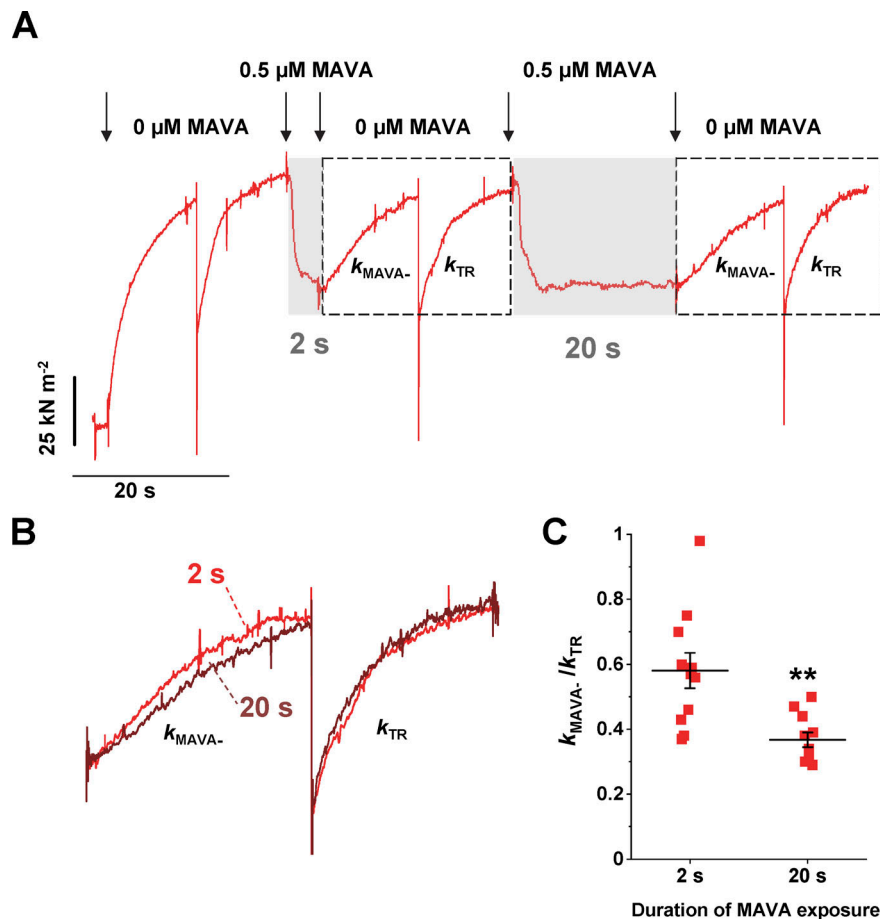 A
0.5 µM MAVA 0.5 µM MAVA
0 µM MAVA 0 µM MAVA 0 µM MAVA
kMAVA- kTR kMAVA- kTR
2 s 20 s
25 kN m-2
20 s
B
2 s
20 s
kMAVA-
kTR
C
kMAVA- /kTR
1
0.8
0.6
0.4
0.2
0
**
2 s 20 s
Duration of MAVA exposure